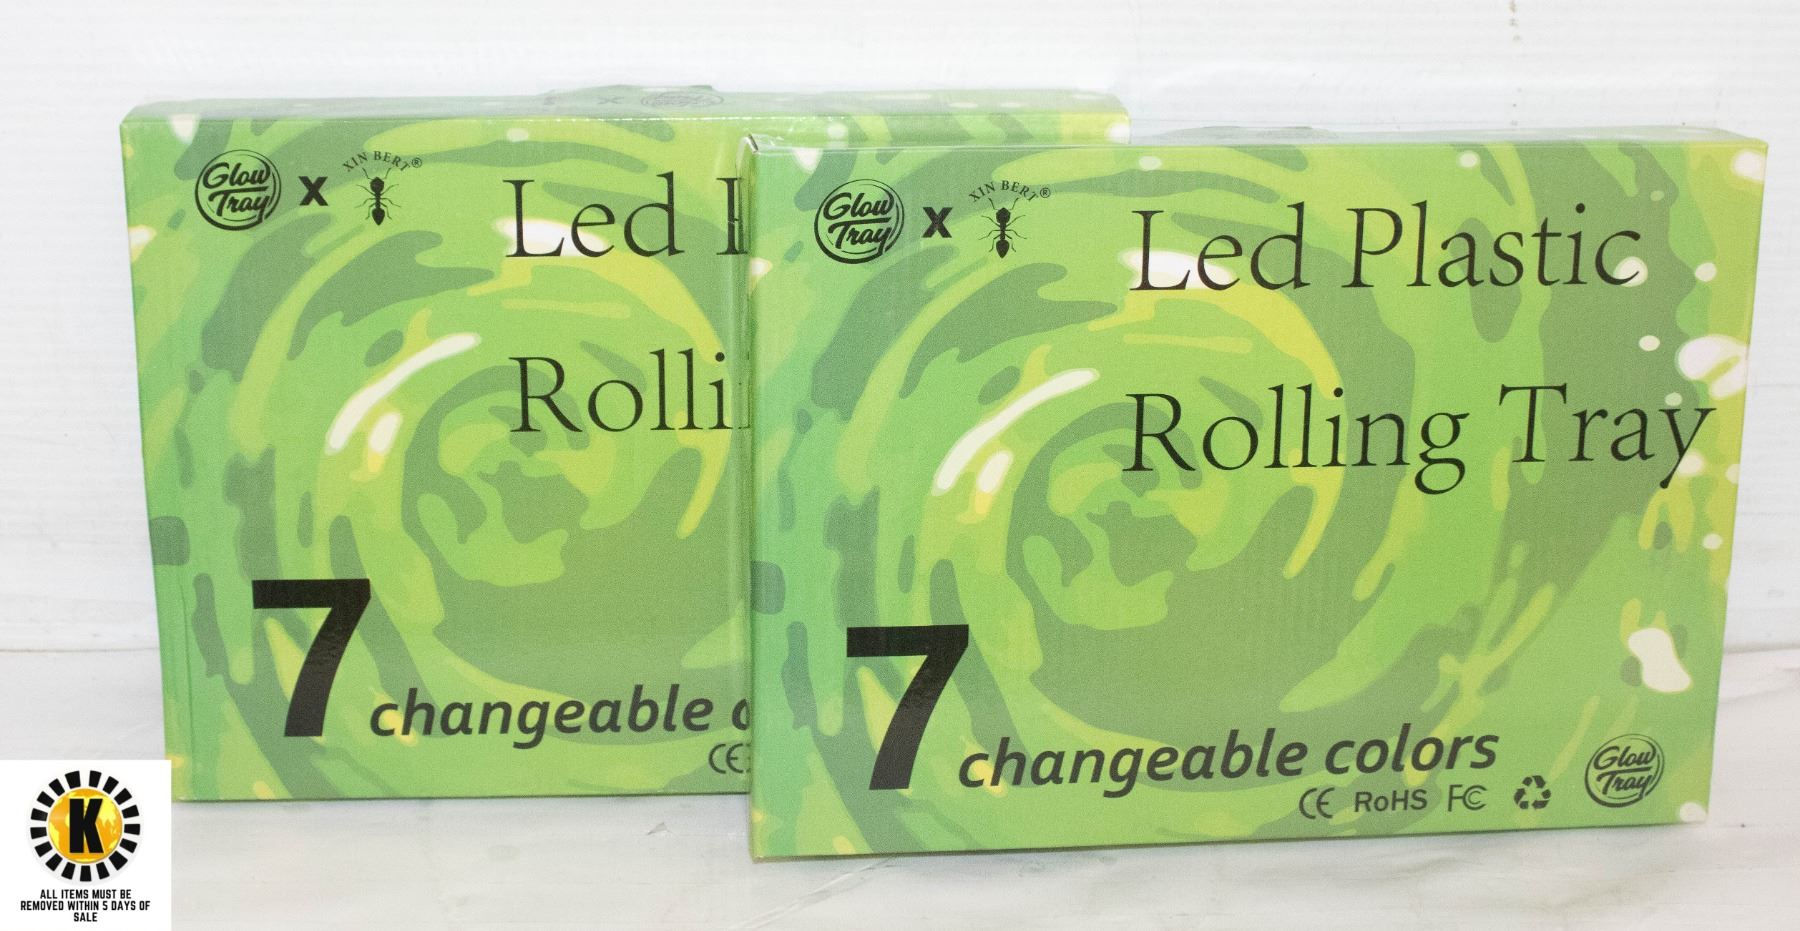 Glow
Tray
X
XIN BERT®
Led
Rolli
7 changeable
CE
Glow
Tray
X
XIN BERT®
Led Plastic
Rolling Tray
7 changeable colors
CE RoHS FC
Glow
Tray
K
ALL ITEMS MUST BE
REMOVED WITHIN 5 DAYS OF
SALE